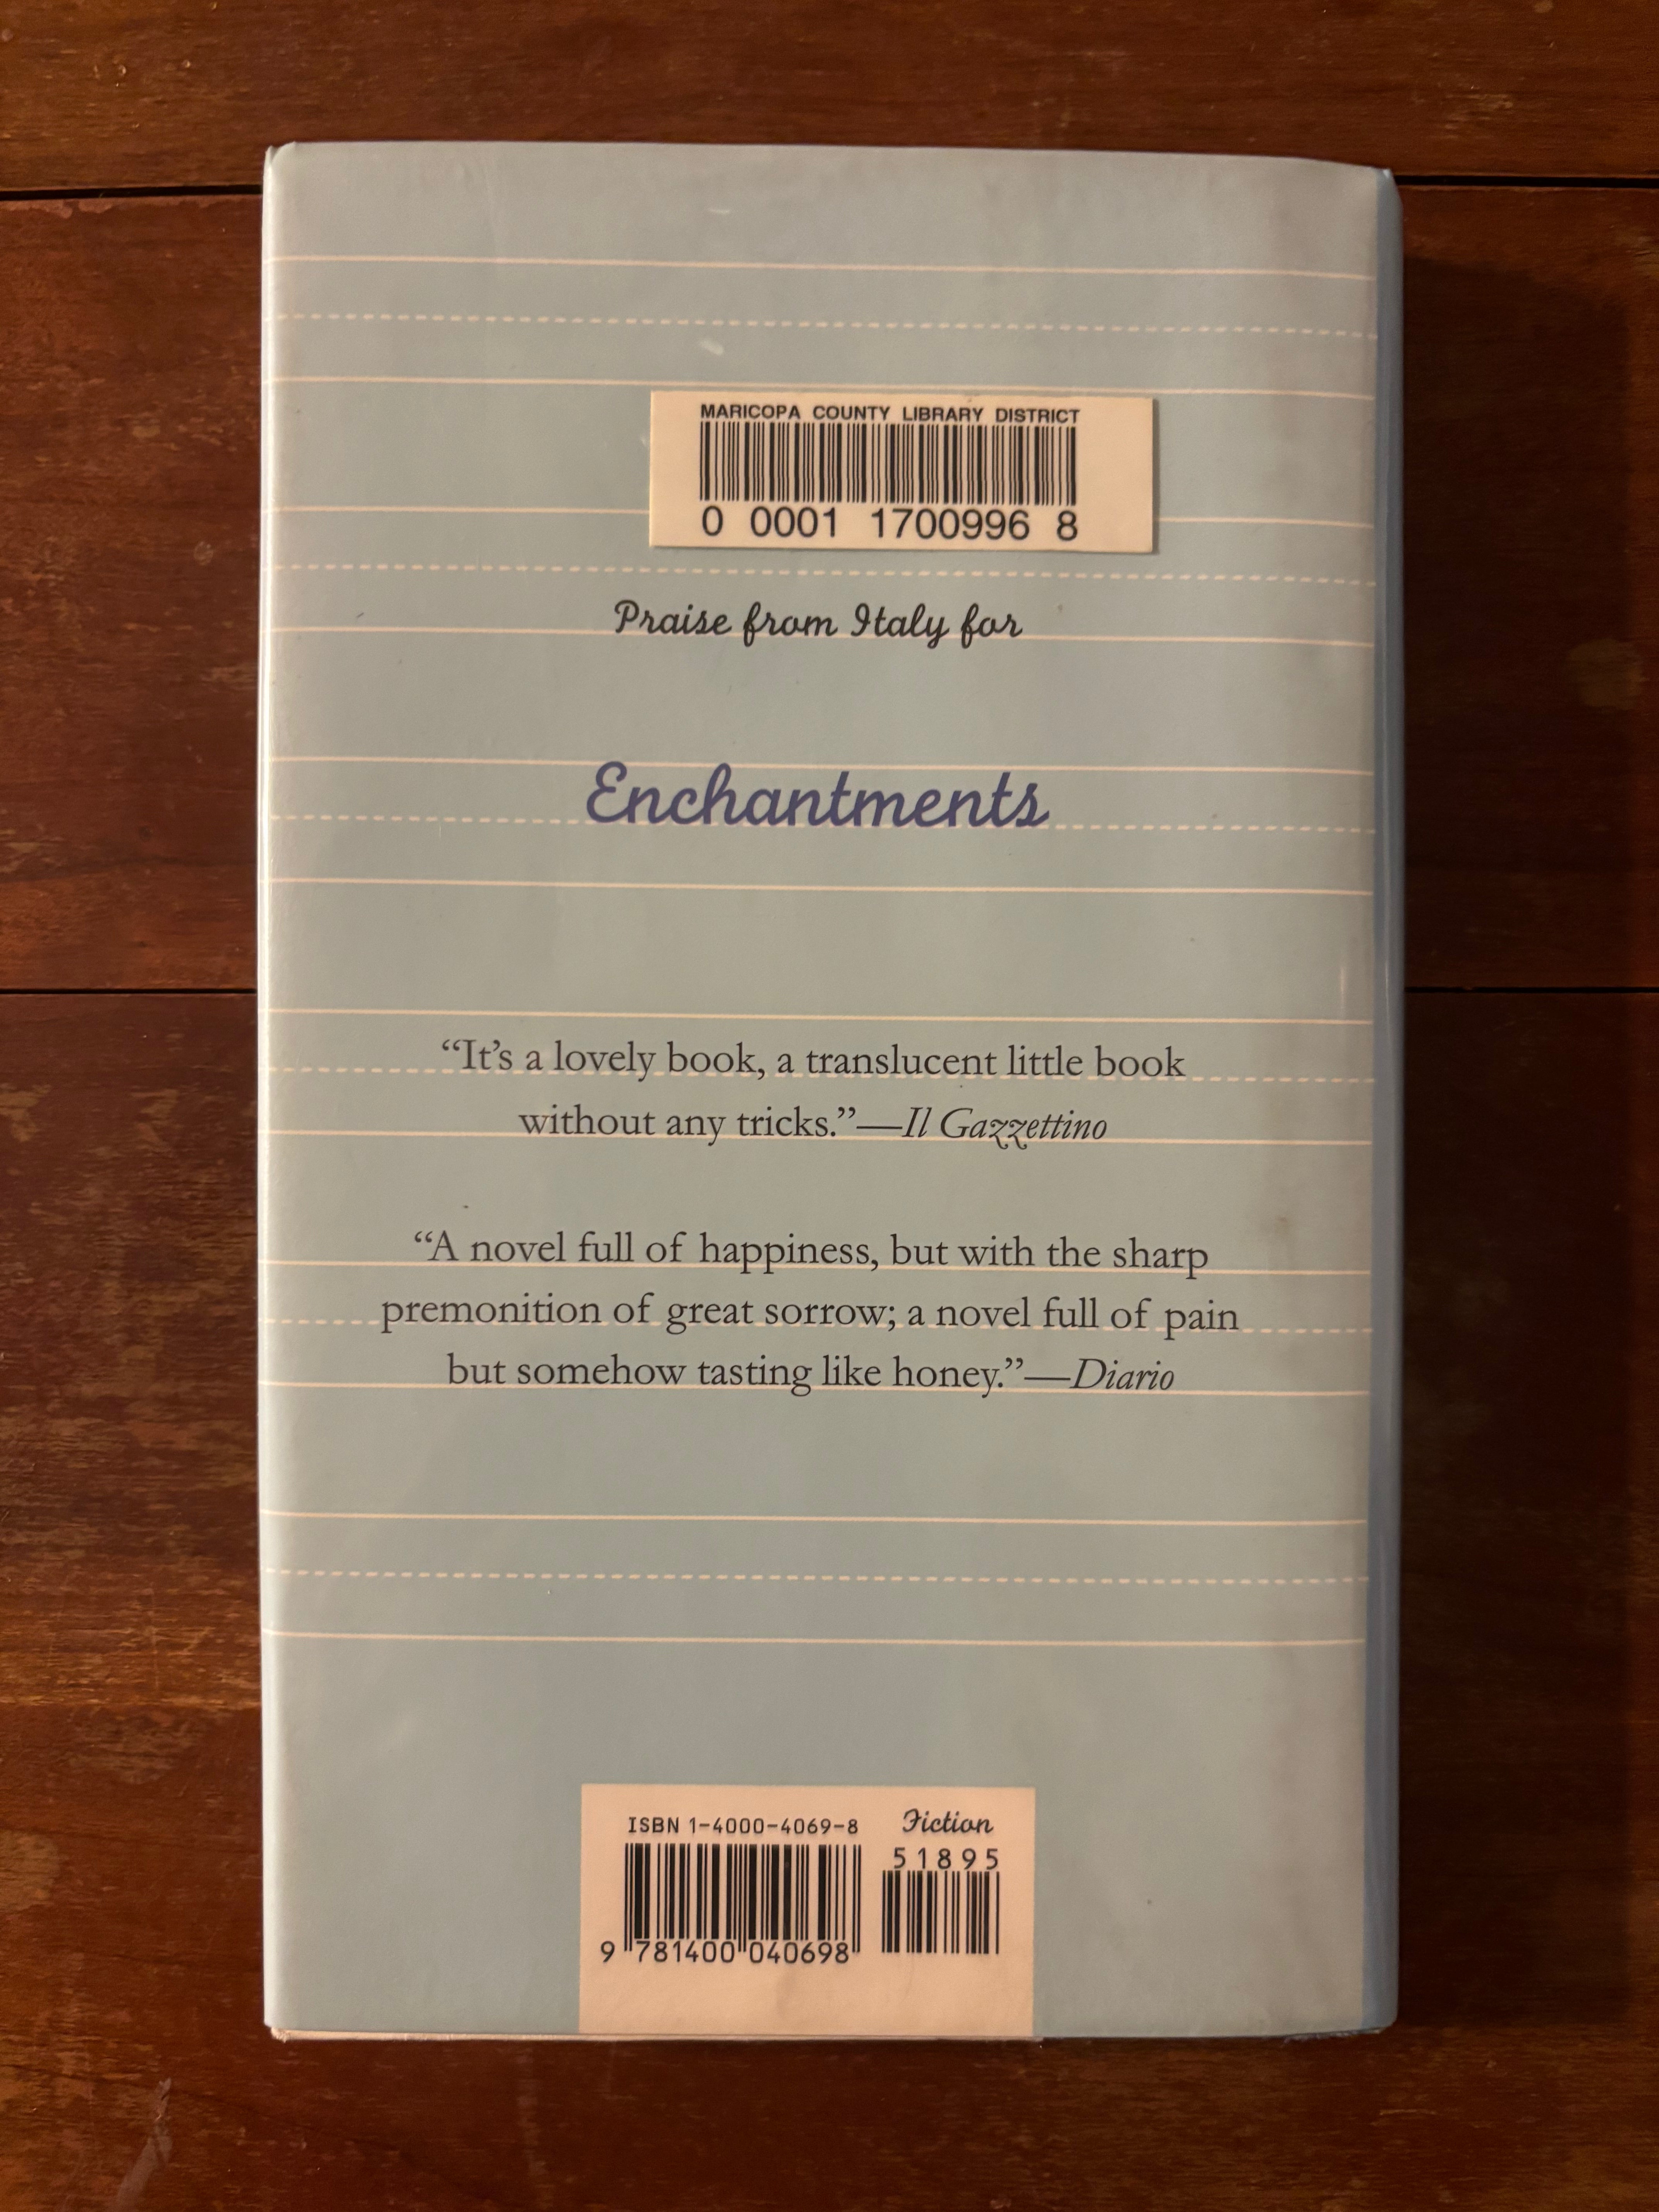 MARICOPA COUNTY LIBRARY DISTRICT
0 0001 1700996 8
Praise from Italy for
Enchantments
“It’s a lovely book, a translucent little book
without any tricks.”—Il Gazzettino
“A novel full of happiness, but with the sharp
premonition of great sorrow; a novel full of pain
but somehow tasting like honey.”—Diario
ISBN 1-4000-4069-8 Fiction
51895
9 781400 040698